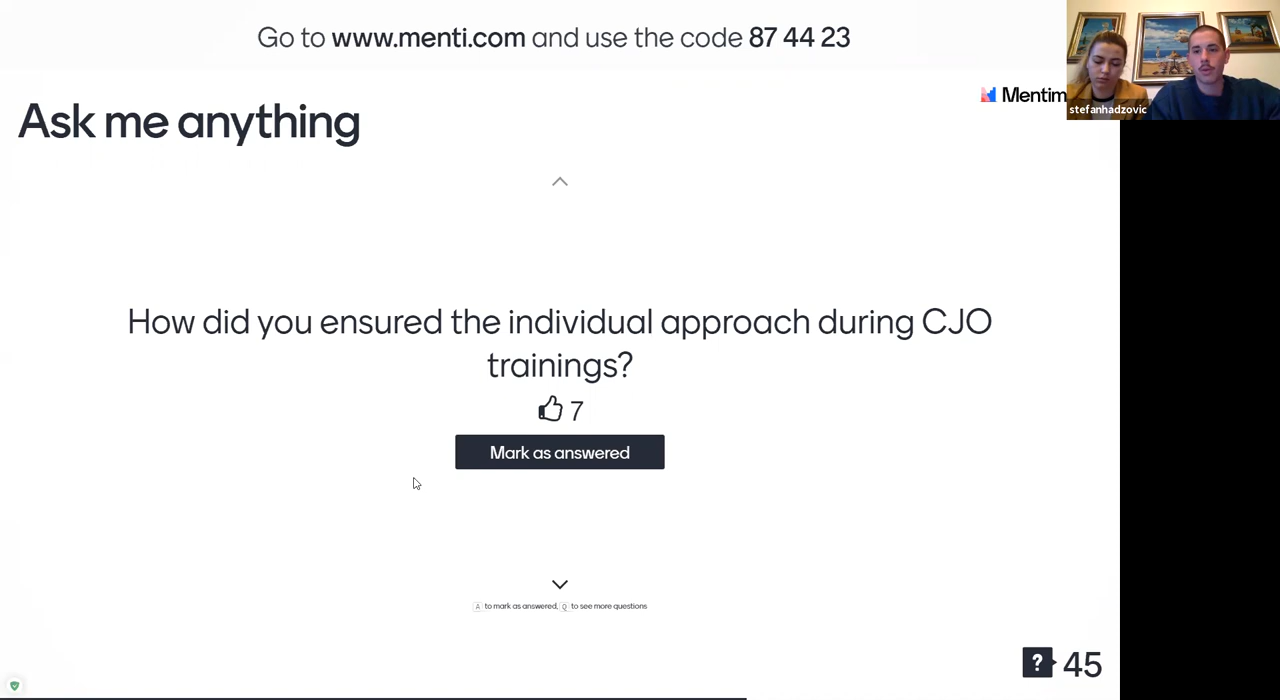 Go to www.menti.com and use the code 87 44 23
Mentim
stefanhadzovic
Ask me anything
How did you ensured the individual approach during CJO
trainings?
7
Mark as answered
A to mark as answered, Q to see more questions
? 45